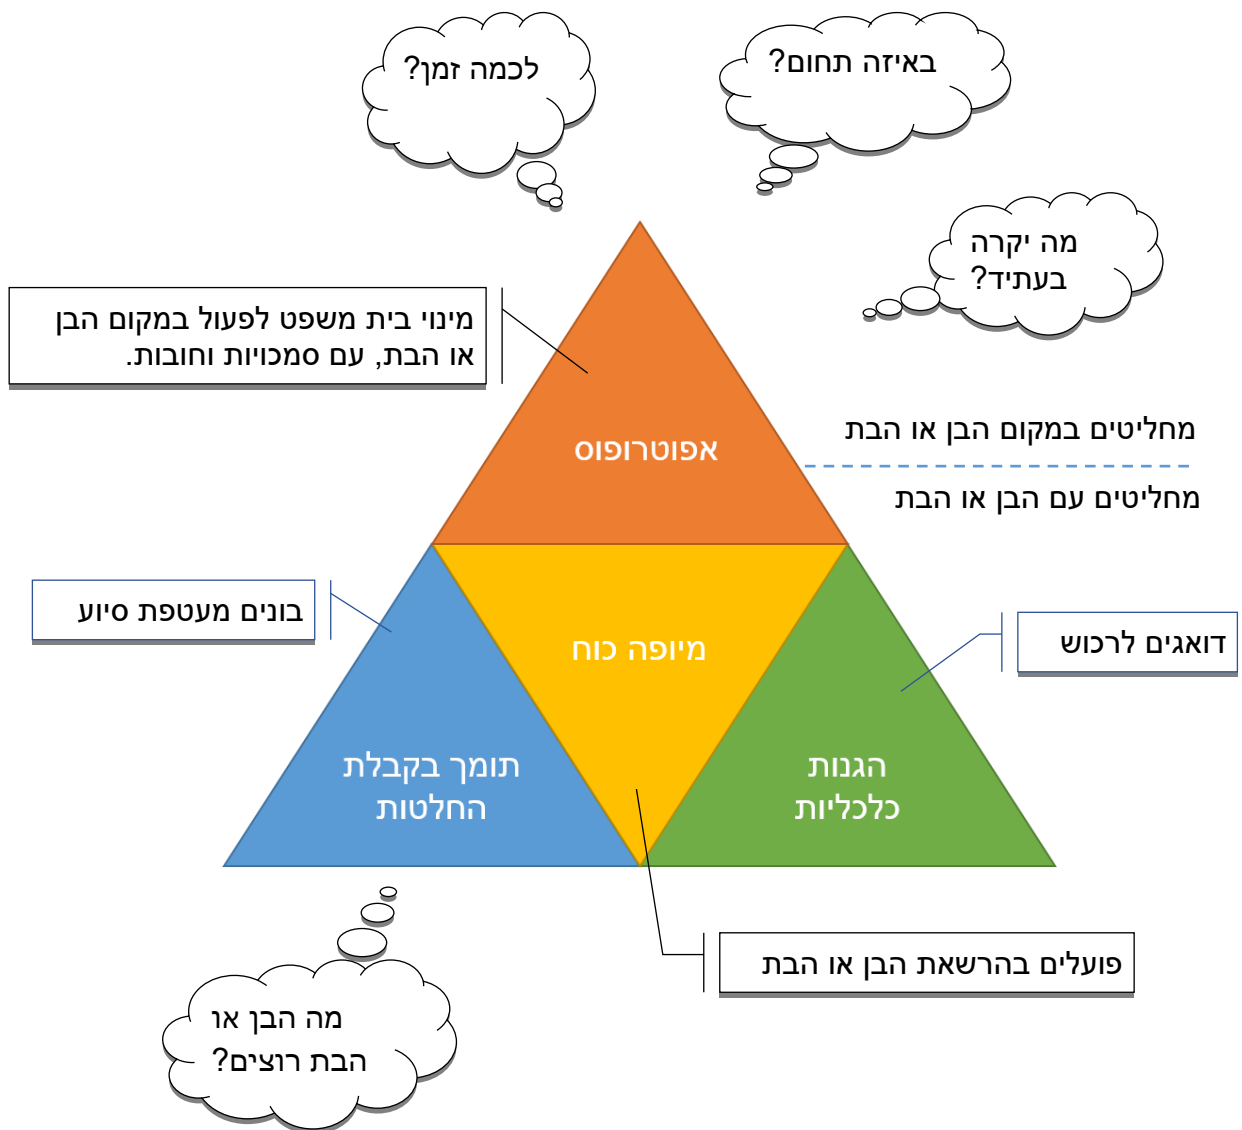 לכמה זמן?
באיזה תחום?
מה יקרה
בעתיד?
מינוי בית משפט לפעול במקום הבן
או הבת, עם סמכויות וחובות.
אפוטרופוס
מחליטים במקום הבן או הבת
מחליטים עם הבן או הבת
בונים מעטפת סיוע
מיופה כוח
דואגים לרכוש
תומך בקבלת
החלטות
הגנות
כלכליות
פועלים בהרשאת הבן או הבת
מה הבן או
הבת רוצים?